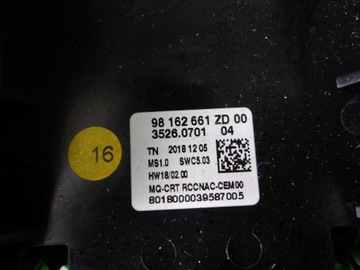 98 162 661 ZD 00
3526.0701 04
TN 2018 12 05
MS1.0 SWC5.03
HW18/02.00
MQ-CRT RCCNAC-CEM00
8018000039587005
16